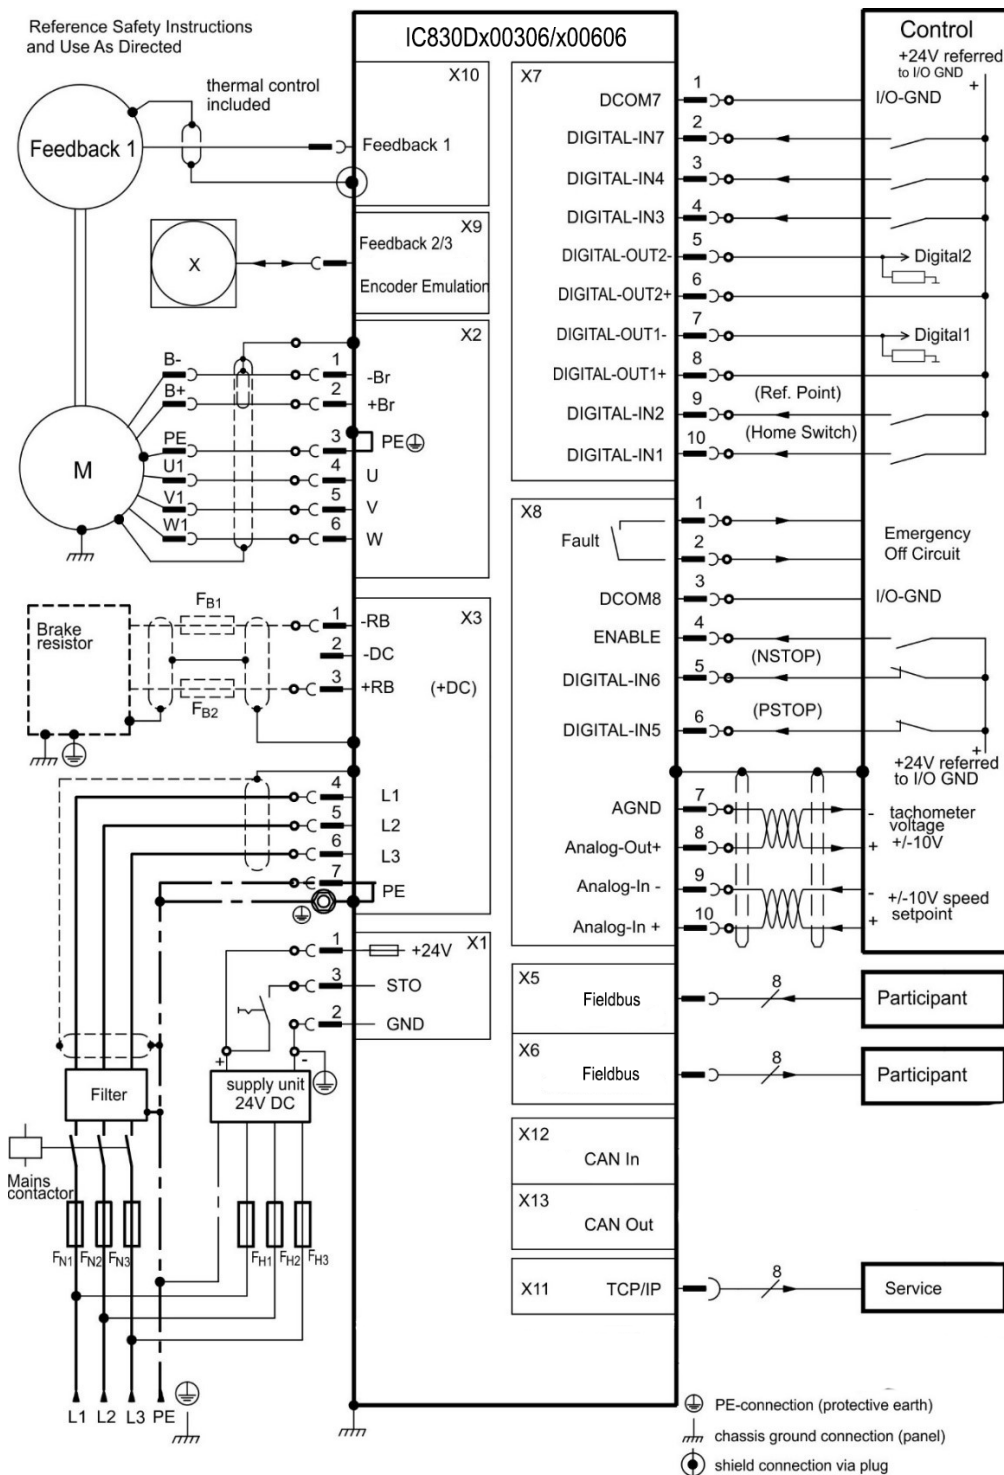 Reference Safety Instructions
and Use As Directed
IC830Dx00306/x00606
Control
+24V referred
to I/O GND
+
thermal control
included
Feedback 1
X10
Feedback 1
X9
Feedback 2/3
Encoder Emulation
X
X2
B-
1
-Br
B+
2
+Br
PE
3
PE
U1
4
U
V1
5
V
W1
6
W
M
X3
Brake
resistor
FB1
1
-RB
2
-DC
3
+RB
(+DC)
FB2
4
L1
5
L2
6
L3
7
PE
X1
1
+24V
3
STO
2
GND
+
-
supply unit
24V DC
Filter
Mains
contactor
FN1
FN2
FN3
FH1
FH2
FH3
L1
L2
L3
PE
X7
DCOM7
1
I/O-GND
DIGITAL-IN7
2
DIGITAL-IN4
3
DIGITAL-IN3
4
DIGITAL-OUT2-
5
Digital2
DIGITAL-OUT2+
6
DIGITAL-OUT1-
7
Digital1
DIGITAL-OUT1+
8
(Ref. Point)
DIGITAL-IN2
9
(Home Switch)
DIGITAL-IN1
10
X8
Fault
1
2
Emergency
Off Circuit
DCOM8
3
I/O-GND
ENABLE
4
(NSTOP)
DIGITAL-IN6
5
(PSTOP)
DIGITAL-IN5
6
+
+24V referred
to I/O GND
AGND
7
-
tachometer
voltage
+/-10V
Analog-Out+
8
+
Analog-In -
9
-
+/-10V speed
setpoint
Analog-In +
10
+
X5
Fieldbus
8
Participant
X6
Fieldbus
8
Participant
X12
CAN In
X13
CAN Out
X11
TCP/IP
8
Service
PE-connection (protective earth)
chassis ground connection (panel)
shield connection via plug